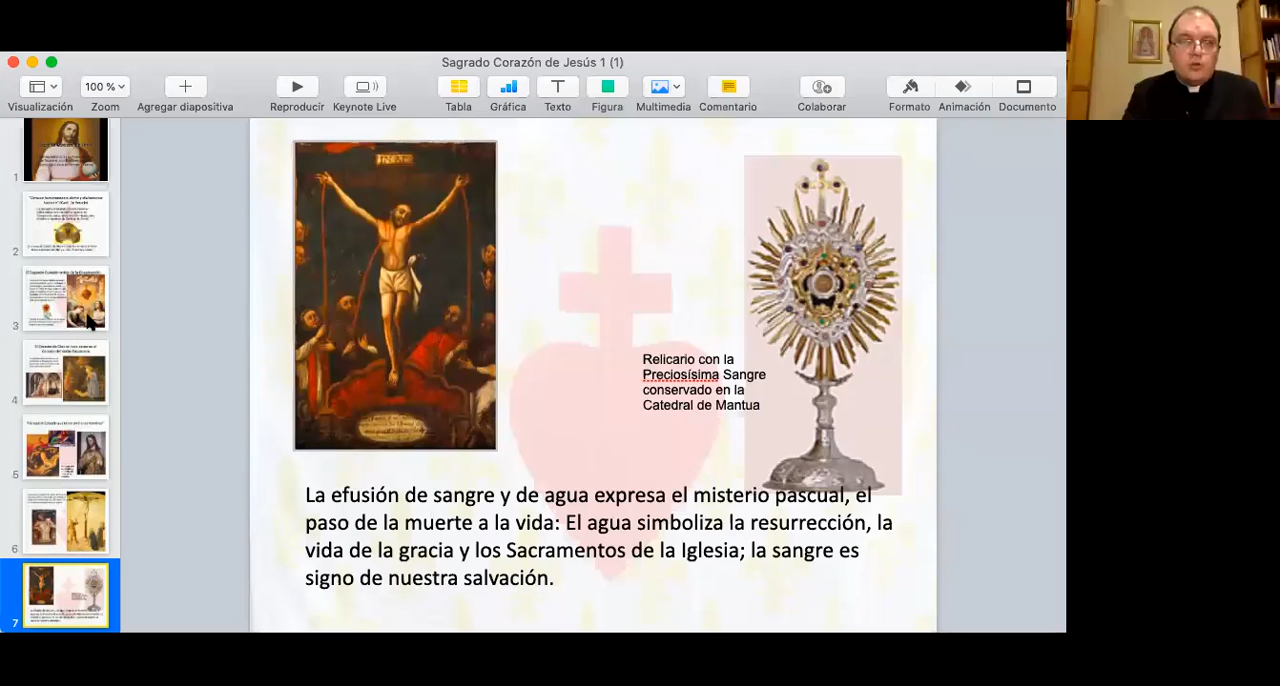 Sagrado Corazón de Jesús 1 (1)
100 %
Visualización
Zoom
Agregar diapositiva
Reproducir
Keynote Live
Tabla
Gráfica
Texto
Figura
Multimedia
Comentario
Colaborar
Formato
Animación
Documento
1
2
3
4
5
6
7
Relicario con la
Preciosísima Sangre
conservado en la
Catedral de Mantua
La efusión de sangre y de agua expresa el misterio pascual, el
paso de la muerte a la vida: El agua simboliza la resurrección, la
vida de la gracia y los Sacramentos de la Iglesia; la sangre es
signo de nuestra salvación.